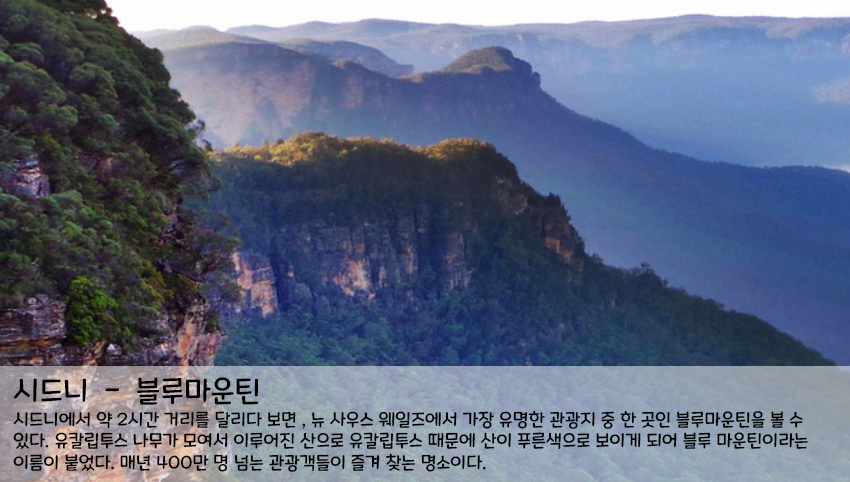 시드니 - 블루마운틴
시드니에서 약 2시간 거리를 달리다 보면 , 뉴 사우스 웨일즈에서 가장 유명한 관광지 중 한 곳인 블루마운틴을 볼 수
있다. 유칼립투스 나무가 모여서 이루어진 산으로 유칼립투스 때문에 산이 푸른색으로 보이게 되어 블루 마운틴이라는
이름이 붙었다. 매년 400만 명 넘는 관광객들이 즐겨 찾는 명소이다.